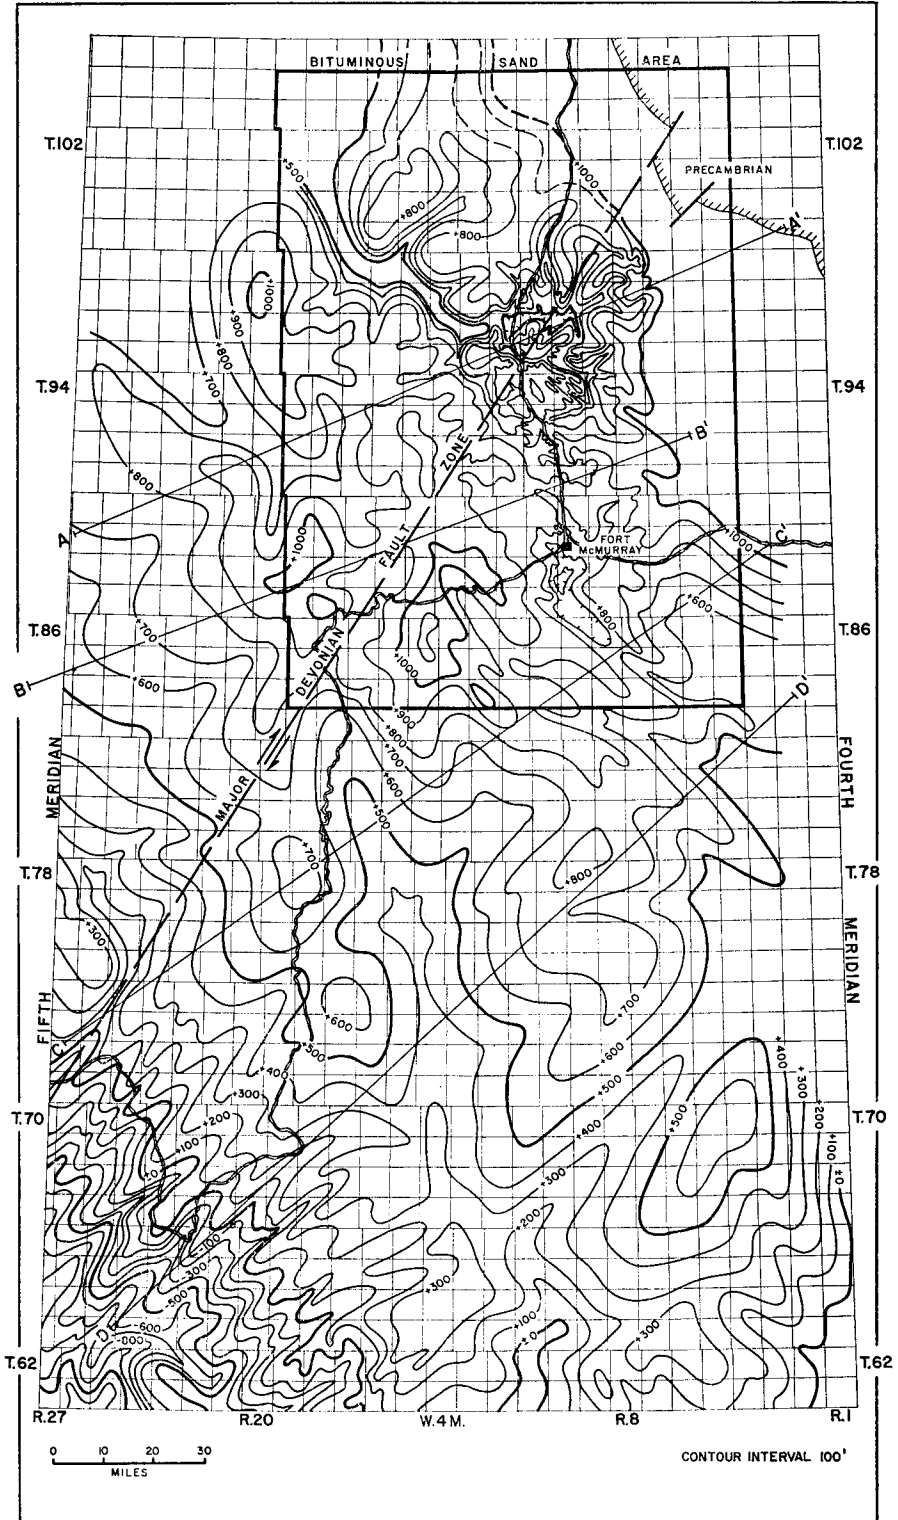 BITUMINOUS SAND AREA
T.102
T.102
PRECAMBRIAN
+500
+1000
+800
+800
A'
+1000
+900
+800
+700
T.94
T.94
B'
ZONE
+800
A
FAULT
+1000
FORT
McMURRAY
+1000
C'
+600
+800
T.86
T.86
+700
+1000
DEVONIAN
B
+600
D'
+900
+800
+700
+600
+500
MAJOR
MERIDIAN
FOURTH
T.78
T.78
+700
+800
+300
MERIDIAN
FIFTH
+600
+700
+600
+500
C
+500
+400
+300
+400
+300
+200
+100
±0
T.70
T.70
+500
+400
+200
+100
±0
+300
+200
-100
-300
-500
-600
-800
D
+300
+100
±0
+300
T.62
T.62
R.27
R.20
W.4M.
R.8
R.1
0 10 20 30
MILES
CONTOUR INTERVAL 100'